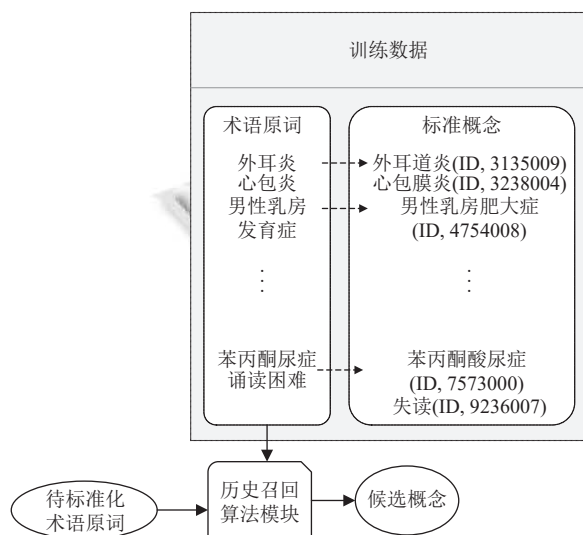 训练数据
术语原词
标准概念
外耳炎
外耳道炎(ID, 3135009)
心包炎
心包膜炎(ID, 3238004)
男性乳房
男性乳房肥大症
发育症
(ID, 4754008)
苯丙酮尿症
苯丙酮酸尿症
诵读困难
(ID, 7573000)
失读(ID, 9236007)
待标准化
术语原词
历史召回
算法模块
候选概念